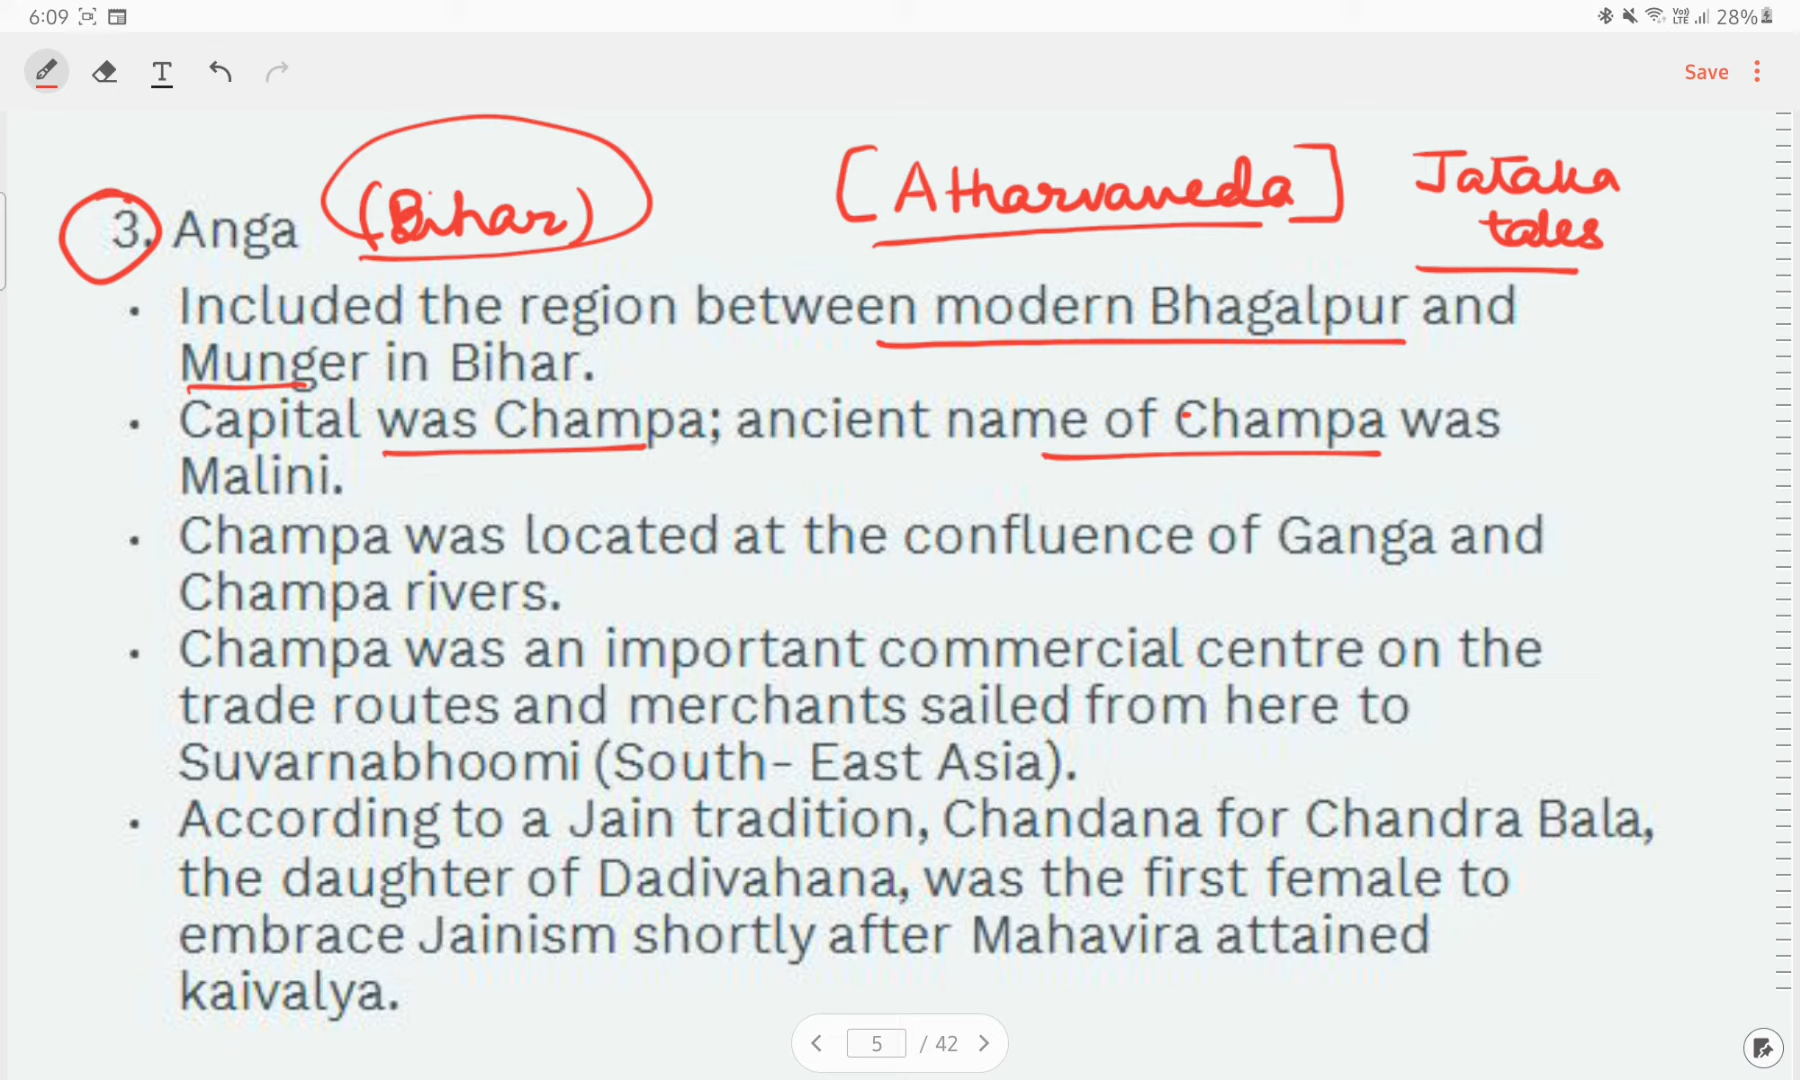 6:09
Vo))
LTE
28%
T
Save
[Atharvaveda]
Jataka
tales
3. Anga (Bihar)
• Included the region between modern Bhagalpur and
Munger in Bihar.
• Capital was Champa; ancient name of Champa was
Malini.
• Champa was located at the confluence of Ganga and
Champa rivers.
• Champa was an important commercial centre on the
trade routes and merchants sailed from here to
Suvarnabhoomi (South- East Asia).
• According to a Jain tradition, Chandana for Chandra Bala,
the daughter of Dadivahana, was the first female to
embrace Jainism shortly after Mahavira attained
kaivalya.
< 5 / 42 >